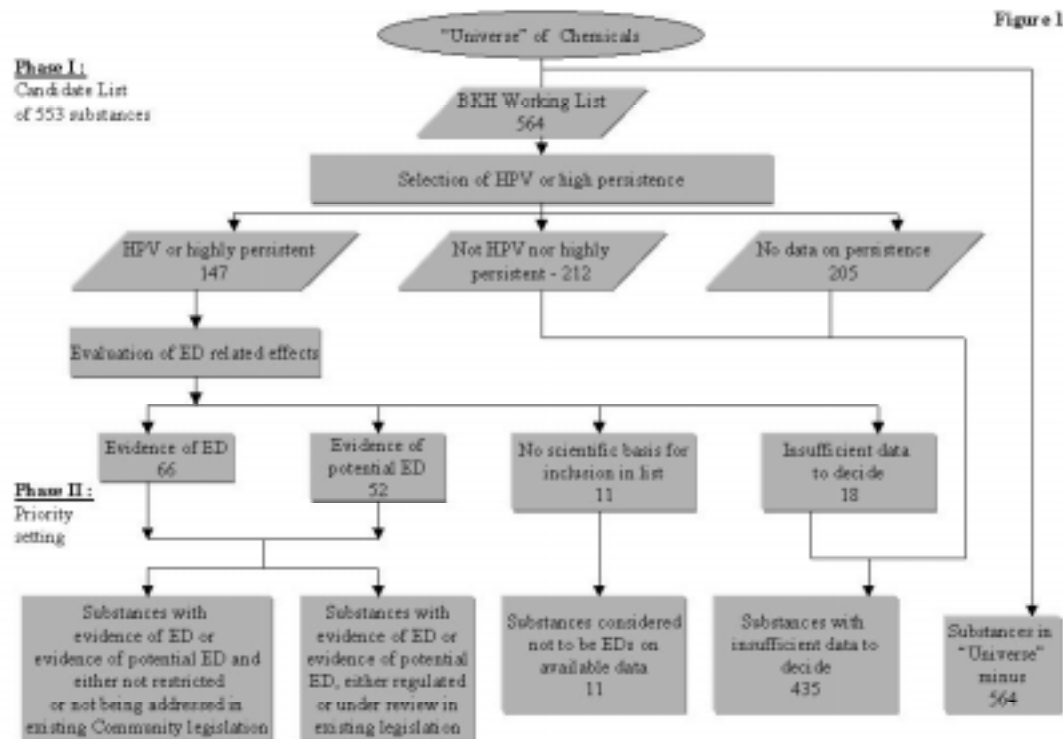 Figure 1
"Universe" of Chemicals
Phase I :
Candidate List
of 553 substances
BKH Working List
564
Selection of HPV or high persistence
HPV or highly persistent
147
Not HPV nor highly
persistent - 212
No data on persistence
205
Evaluation of ED related effects
Evidence of ED
66
Evidence of
potential ED
52
No scientific basis for
inclusion in list
11
Insufficient data
to decide
18
Phase II :
Priority
setting
Substances with
evidence of ED or
evidence of potential ED and
either not restricted
or not being addressed in
existing Community legislation
Substances with
evidence of ED or
evidence of potential
ED, either regulated
or under review in
existing legislation
Substances considered
not to be EDs on
available data
11
Substances with
insufficient data to
decide
435
Substances in
"Universe"
minus
564